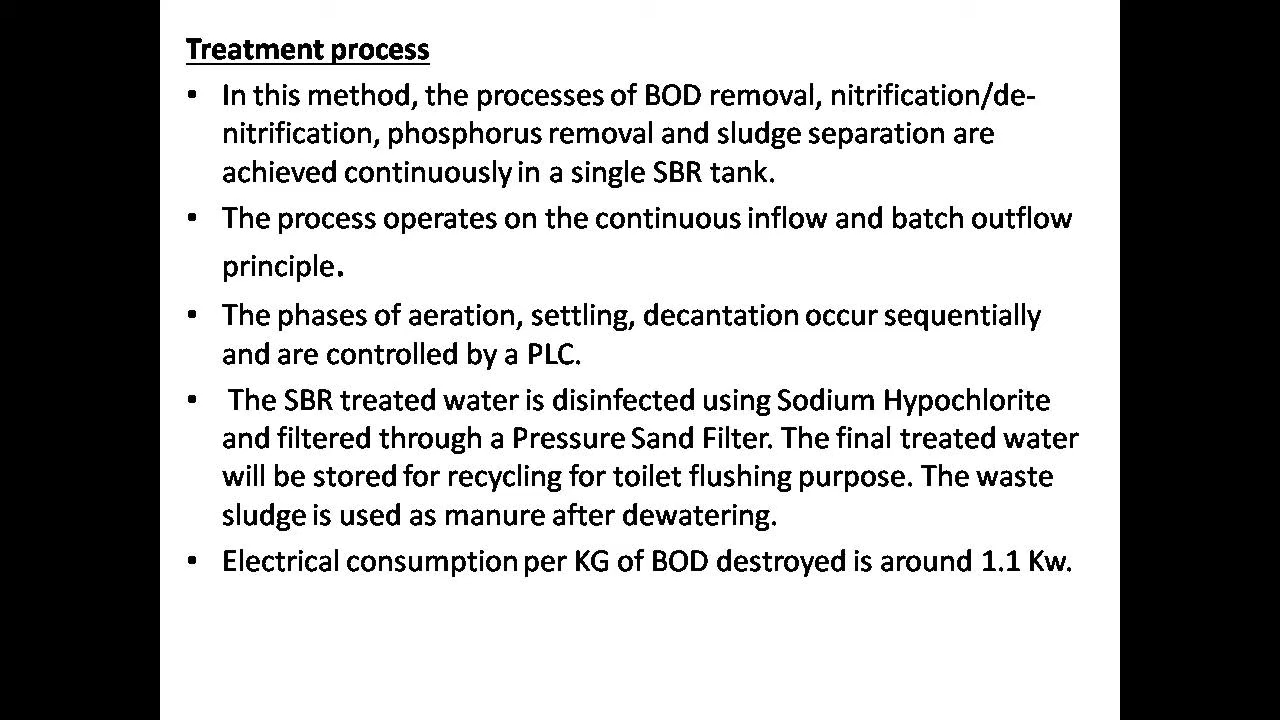 Treatment process
• In this method, the processes of BOD removal, nitrification/de-
nitrification, phosphorus removal and sludge separation are
achieved continuously in a single SBR tank.
• The process operates on the continuous inflow and batch outflow
principle.
• The phases of aeration, settling, decantation occur sequentially
and are controlled by a PLC.
• The SBR treated water is disinfected using Sodium Hypochlorite
and filtered through a Pressure Sand Filter. The final treated water
will be stored for recycling for toilet flushing purpose. The waste
sludge is used as manure after dewatering.
• Electrical consumption per KG of BOD destroyed is around 1.1 Kw.